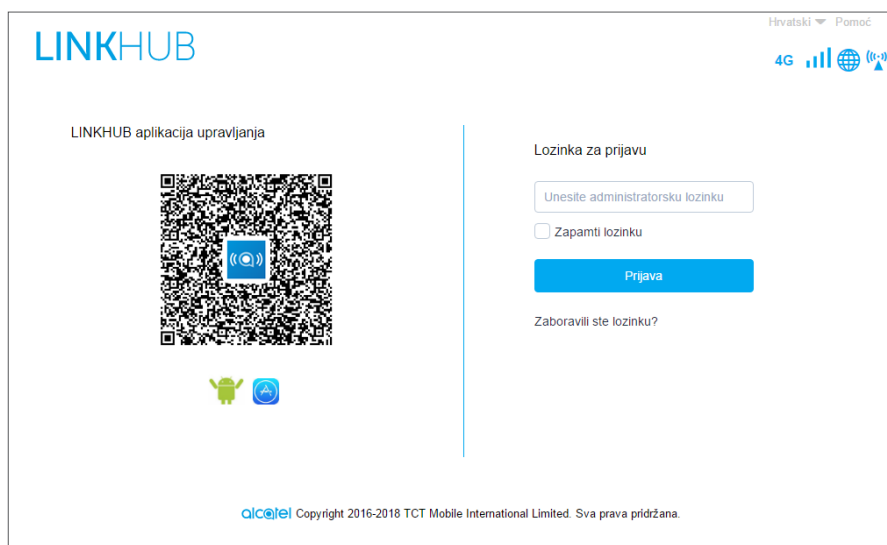 Hrvatski Pomoć
LINKHUB
4G
LINKHUB aplikacija upravljanja
Lozinka za prijavu
Unesite administratorsku lozinku
Zapamti lozinku
Prijava
Zaboravili ste lozinku?
alcatel Copyright 2016-2018 TCT Mobile International Limited. Sva prava pridržana.